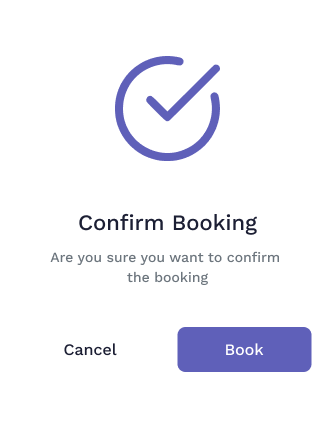 Confirm Booking
Are you sure you want to confirm
the booking
Cancel
Book